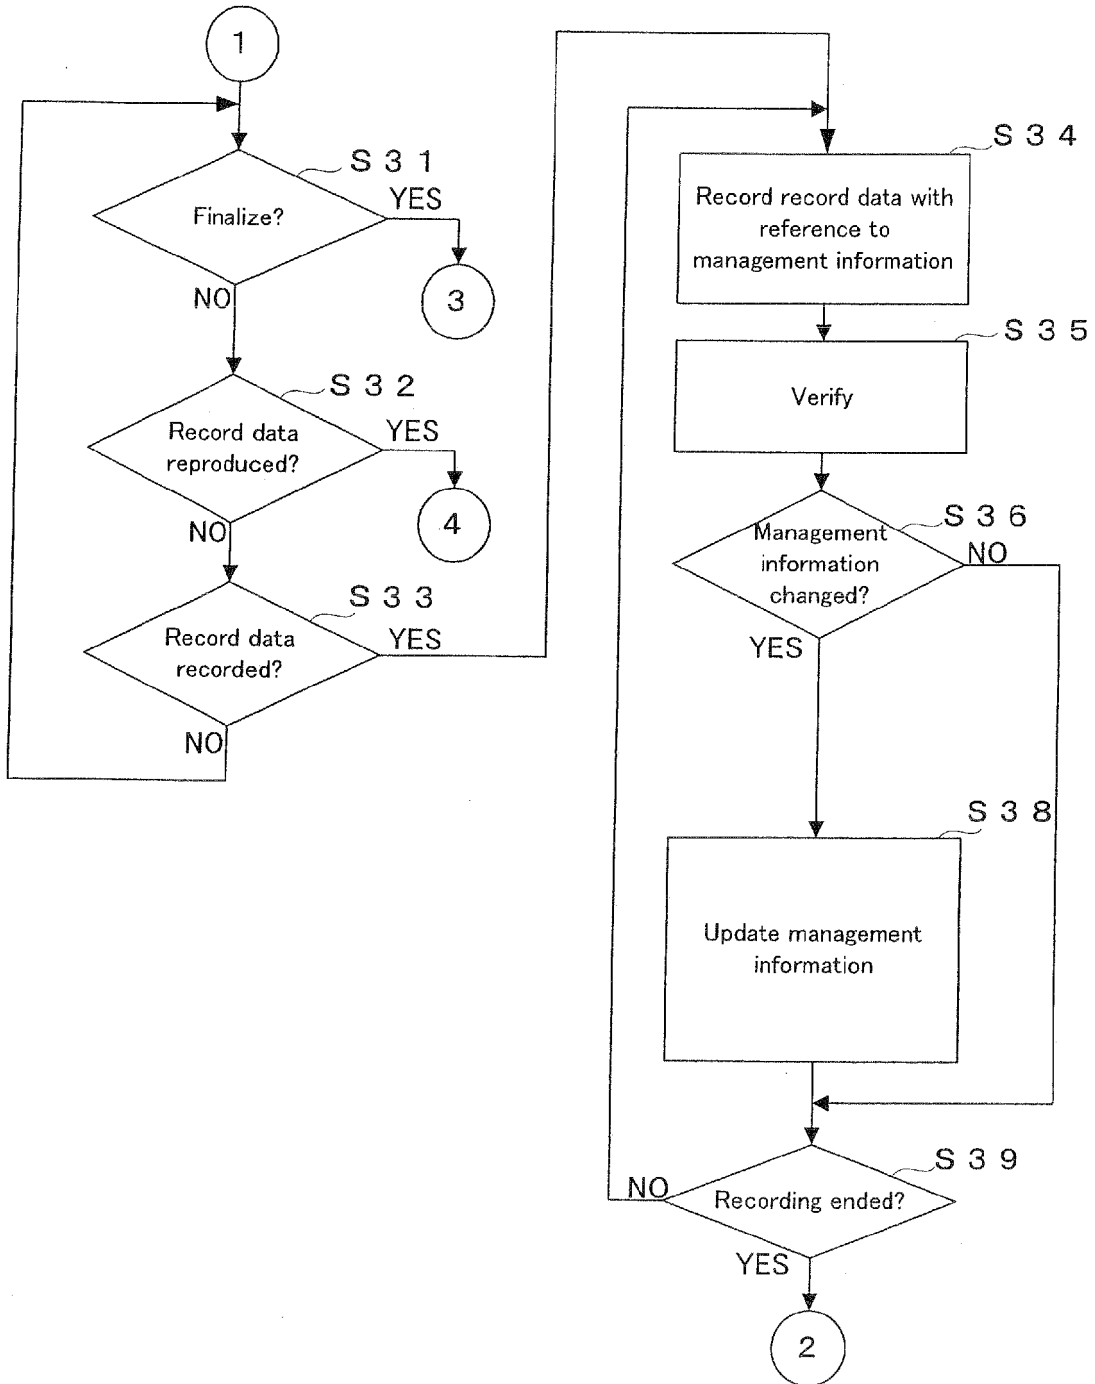 1
S31
Finalize?
YES
3
NO
S32
Record data
reproduced?
YES
4
NO
S33
Record data
recorded?
YES
NO
S34
Record record data with
reference to
management information
S35
Verify
S36
Management
information
changed?
NO
YES
S38
Update management
information
S39
Recording ended?
NO
YES
2